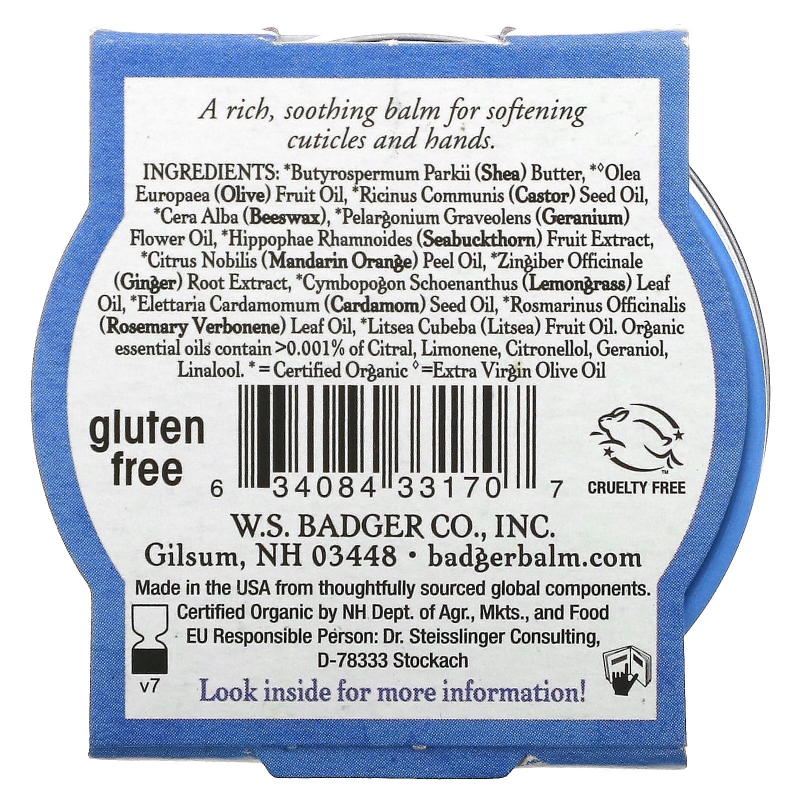 A rich, soothing balm for softening
cuticles and hands.
INGREDIENTS: *Butyrospermum Parkii (Shea) Butter, *◊Olea
Europaea (Olive) Fruit Oil, *Ricinus Communis (Castor) Seed Oil,
*Cera Alba (Beeswax), *Pelargonium Graveolens (Geranium)
Flower Oil, *Hippophae Rhamnoides (Seabuckthorn) Fruit Extract,
*Citrus Nobilis (Mandarin Orange) Peel Oil, *Zingiber Officinale
(Ginger) Root Extract, *Cymbopogon Schoenanthus (Lemongrass) Leaf
Oil, *Elettaria Cardamomum (Cardamom) Seed Oil, *Rosmarinus Officinalis
(Rosemary Verbonene) Leaf Oil, *Litsea Cubeba (Litsea) Fruit Oil. Organic
essential oils contain >0.001% of Citral, Limonene, Citronellol, Geraniol,
Linalool. * = Certified Organic ◊=Extra Virgin Olive Oil
gluten
free
6 34084 33170 7
TM
CRUELTY FREE
W.S. BADGER CO., INC.
Gilsum, NH 03448 • badgerbalm.com
Made in the USA from thoughtfully sourced global components.
Certified Organic by NH Dept. of Agr., Mkts., and Food
EU Responsible Person: Dr. Steisslinger Consulting,
D-78333 Stockach
v7
Look inside for more information!